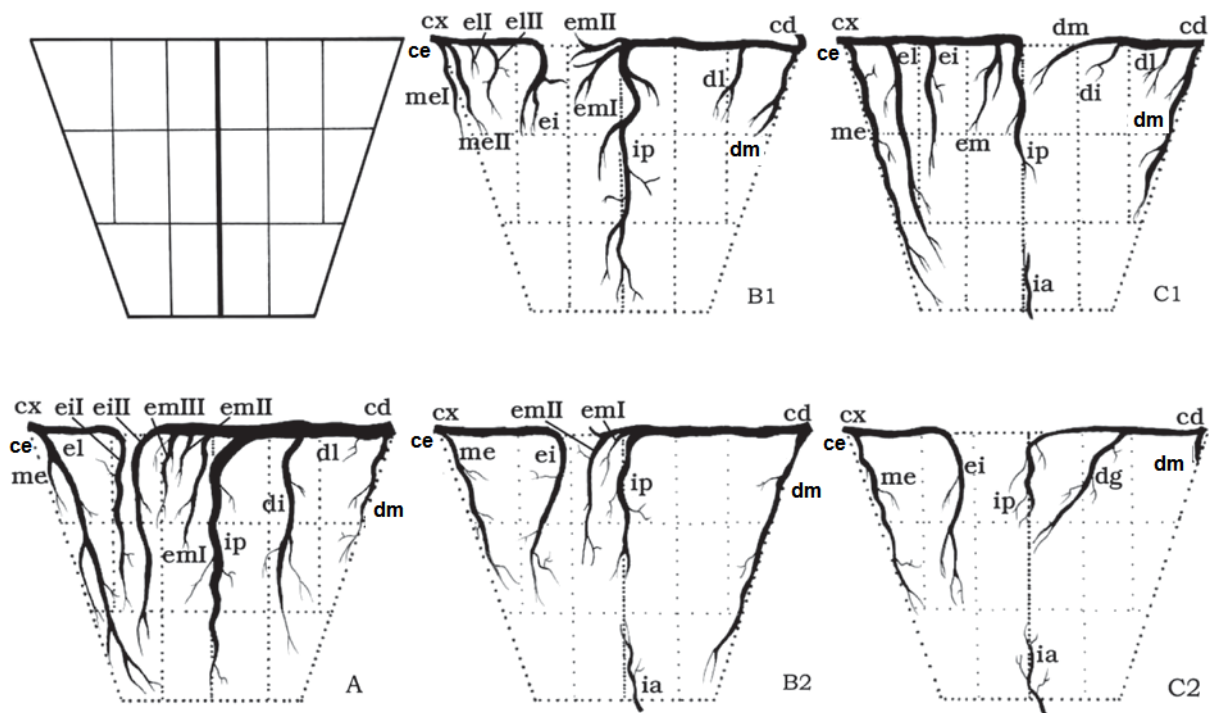 cx elI elII emII cd
ce
meI
meII
ei
emI
ip
dl
dm
B1
cx dm cd
ce el ei dl
di
me em ip dm
ia
C1
cx eiI eiII emIII emII cd
ce el dl
me
di dm
emI ip
A
cx emII emI cd
ce
me ei ip
dm
ia
B2
cx cd
ce
me ei ip dg dm
ia
C2